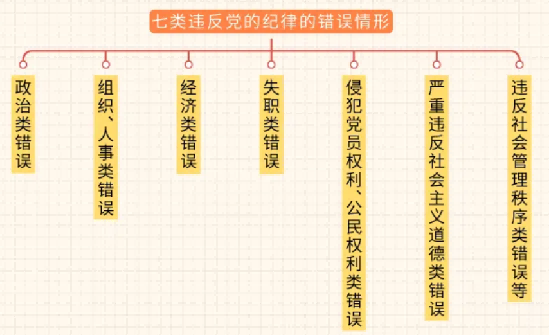 七类违反党的纪律的错误情形
政治类错误
组织、人事类错误
经济类错误
失职类错误
侵犯党员权利、公民权利类错误
严重违反社会主义道德类错误
违反社会管理秩序类错误等